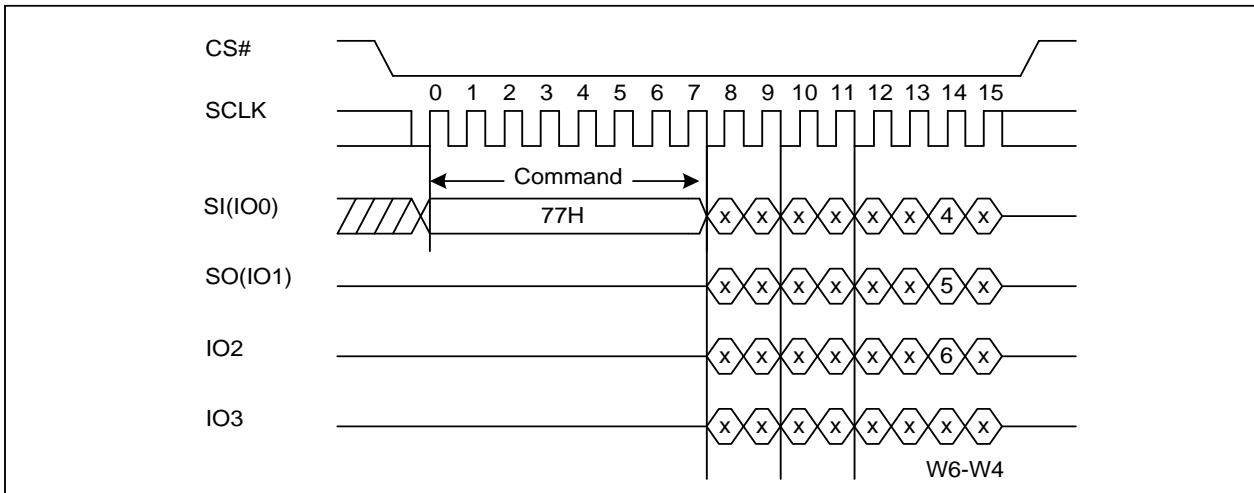 CS#
0 1 2 3 4 5 6 7 8 9 10 11 12 13 14 15
SCLK
Command
SI(IO0) 77H x x x x x x 4 x
SO(IO1) x x x x x x 5 x
IO2 x x x x x x 6 x
IO3 x x x x x x x x
W6-W4